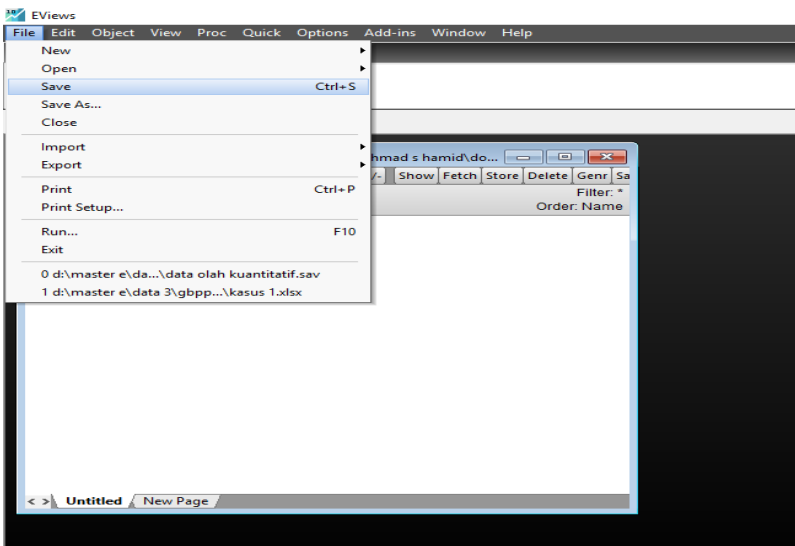 10 EViews
File Edit Object View Proc Quick Options Add-ins Window Help
New
Open
Save Ctrl+S
Save As...
Close
Import
Export
Print Ctrl+P
Print Setup...
Run... F10
Exit
0 d:\master e\da...\data olah kuantitatif.sav
1 d:\master e\data 3\gbpp...\kasus 1.xlsx
hmad s hamid\do...
/- Show Fetch Store Delete Genr Sa
Filter: *
Order: Name
< > Untitled New Page